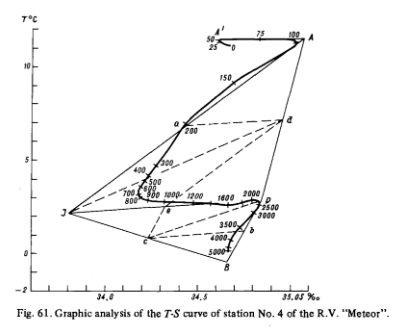 T°C
A'
50 75 100 A
25 0
10
150
a
200 d
5 300
400
500
600
700 900 1000 1200 1600 2000 D
800 e 2500
J 3000
3500
c b
4000
0 5000
B
-2
34,0 34,5 35,0 S ‰
Fig. 61. Graphic analysis of the T-S curve of station No. 4 of the R.V. "Meteor".